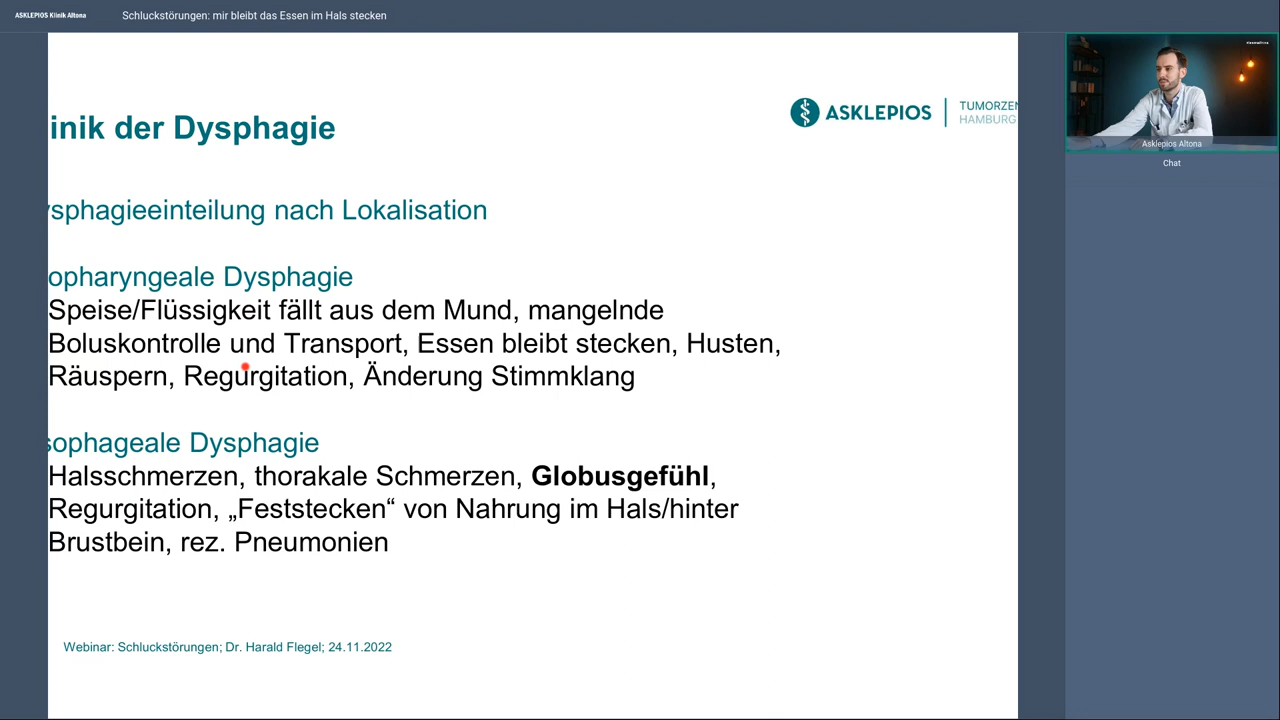 ASKLEPIOS Klinik Altona
Schluckstörungen: mir bleibt das Essen im Hals stecken
inik der Dysphagie
ASKLEPIOS
TUMORZEN
HAMBURG
ysphagieeinteilung nach Lokalisation
opharyngeale Dysphagie
Speise/Flüssigkeit fällt aus dem Mund, mangelnde
Boluskontrolle und Transport, Essen bleibt stecken, Husten,
Räuspern, Regurgitation, Änderung Stimmklang
sophageale Dysphagie
Halsschmerzen, thorakale Schmerzen, Globusgefühl,
Regurgitation, „Feststecken“ von Nahrung im Hals/hinter
Brustbein, rez. Pneumonien
Webinar: Schluckstörungen; Dr. Harald Flegel; 24.11.2022
Asklepios Altona
Chat